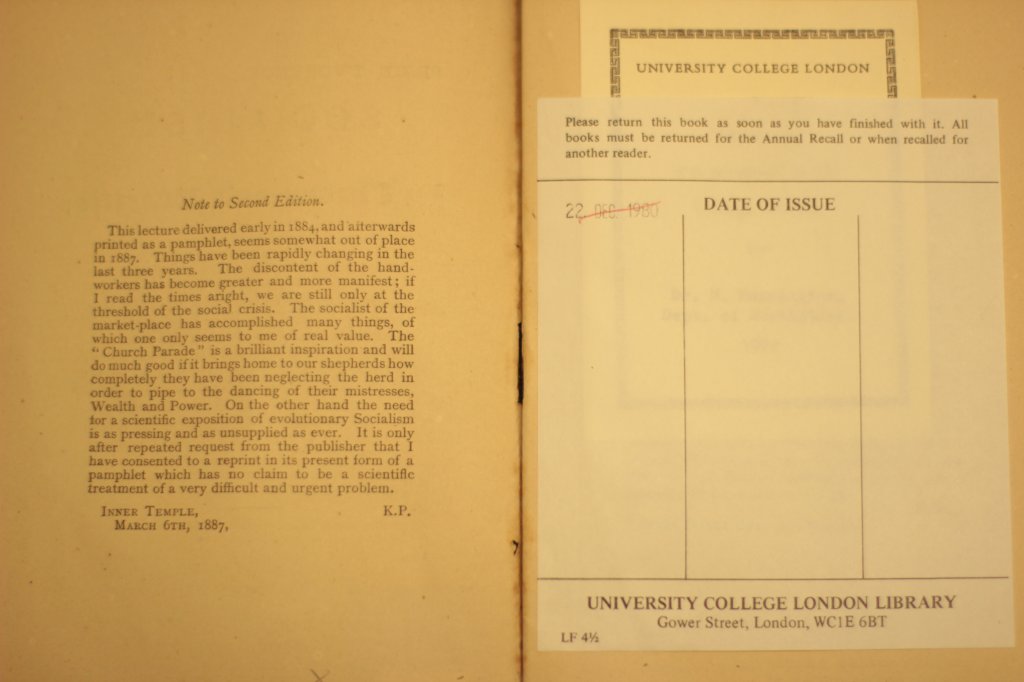 Note to Second Edition.
This lecture delivered early in 1884, and afterwards
printed as a pamphlet, seems somewhat out of place
in 1887. Things have been rapidly changing in the
last three years. The discontent of the hand-
workers has become greater and more manifest; if
I read the times aright, we are still only at the
threshold of the social crisis. The socialist of the
market-place has accomplished many things, of
which one only seems to me of real value. The
"Church Parade" is a brilliant inspiration and will
do much good if it brings home to our shepherds how
completely they have been neglecting the herd in
order to pipe to the dancing of their mistresses,
Wealth and Power. On the other hand the need
for a scientific exposition of evolutionary Socialism
is as pressing and as unsupplied as ever. It is only
after repeated request from the publisher that I
have consented to a reprint in its present form of a
pamphlet which has no claim to be a scientific
treatment of a very difficult and urgent problem.
INNER TEMPLE, K.P.
MARCH 6TH, 1887,
UNIVERSITY COLLEGE LONDON
Please return this book as soon as you have finished with it. All
books must be returned for the Annual Recall or when recalled for
another reader.
DATE OF ISSUE
22. DEC. 1980
UNIVERSITY COLLEGE LONDON LIBRARY
Gower Street, London, WC1E 6BT
LF 4½